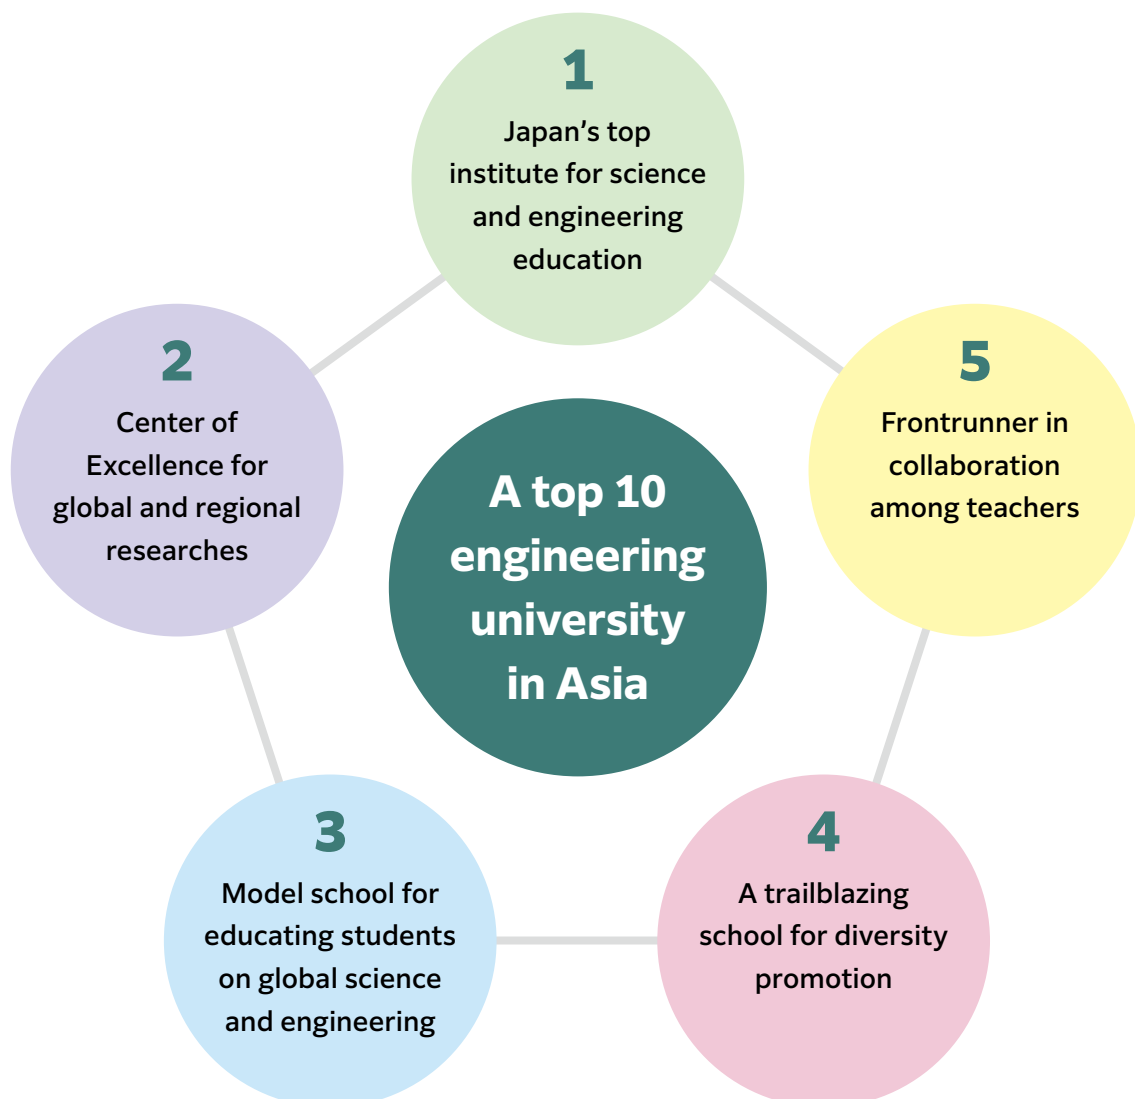 1
Japan's top
institute for science
and engineering
education
2
Center of
Excellence for
global and regional
researches
3
Model school for
educating students
on global science
and engineering
4
A trailblazing
school for diversity
promotion
5
Frontrunner in
collaboration
among teachers
A top 10
engineering
university
in Asia